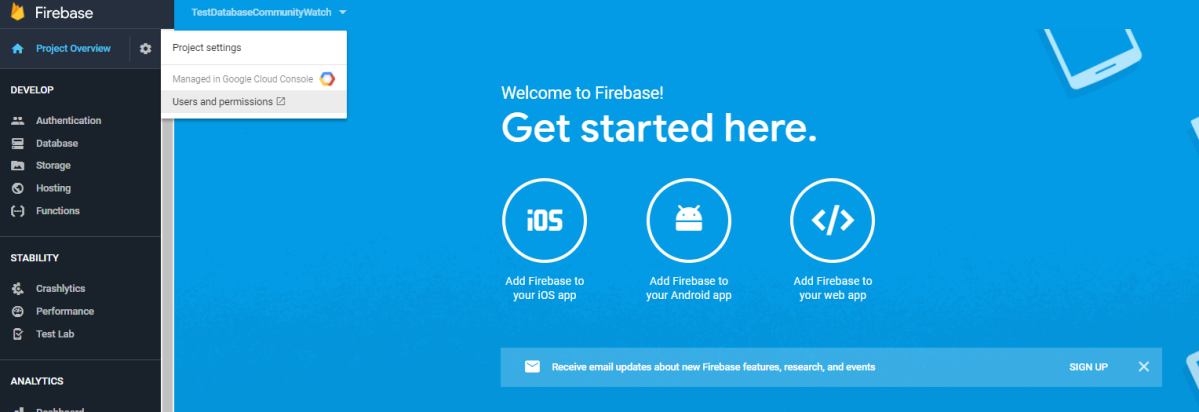 Firebase
TestDatabaseCommunityWatch
Project Overview
Project settings
Managed in Google Cloud Console
Users and permissions
DEVELOP
Authentication
Database
Storage
Hosting
Functions
STABILITY
Crashlytics
Performance
Test Lab
ANALYTICS
Dashboard
Welcome to Firebase!
Get started here.
iOS
</>
Add Firebase to
your iOS app
Add Firebase to
your Android app
Add Firebase to
your web app
Receive email updates about new Firebase features, research, and events
SIGN UP